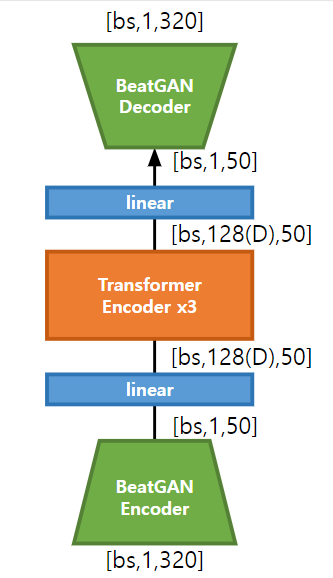 [bs,1,320]
BeatGAN
Decoder
[bs,1,50]
linear
[bs,128(D),50]
Transformer
Encoder x3
[bs,128(D),50]
linear
[bs,1,50]
BeatGAN
Encoder
[bs,1,320]